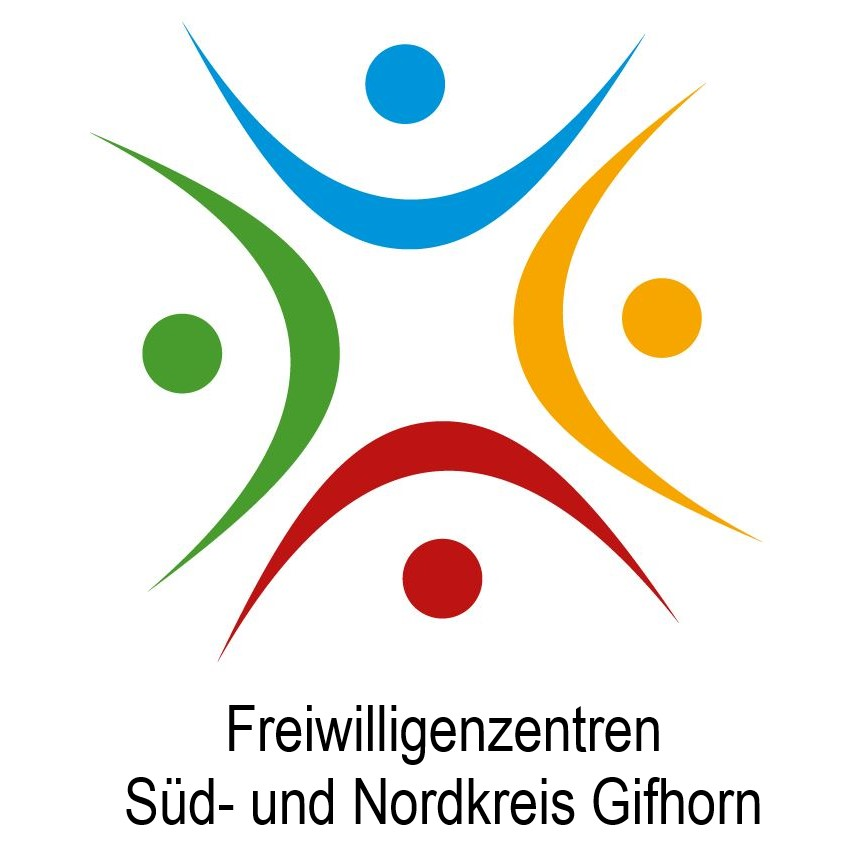 Freiwilligenzentren
Süd- und Nordkreis Gifhorn